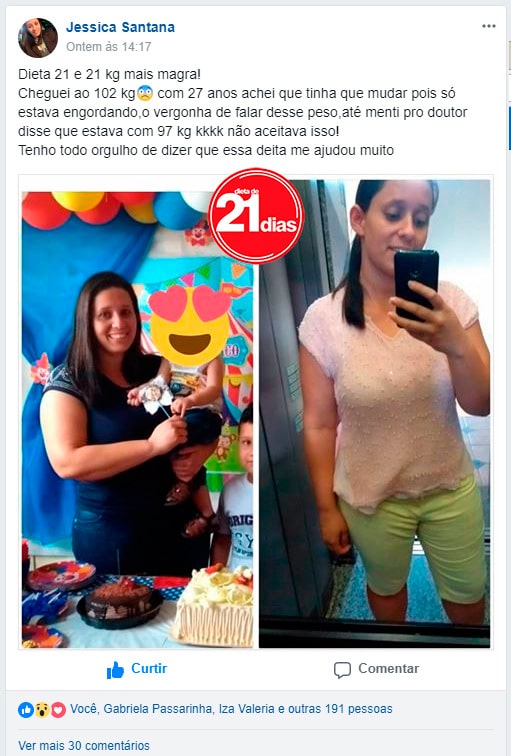 Jessica Santana
Ontem às 14:17
Dieta 21 e 21 kg mais magra!
Cheguei ao 102 kg😨 com 27 anos achei que tinha que mudar pois só
estava engordando,o vergonha de falar desse peso,até menti pro doutor
disse que estava com 97 kg kkkk não aceitava isso!
Tenho todo orgulho de dizer que essa deita me ajudou muito
dieta de
21 dias
Curtir
Comentar
Você, Gabriela Passarinha, Iza Valeria e outras 191 pessoas
Ver mais 30 comentários